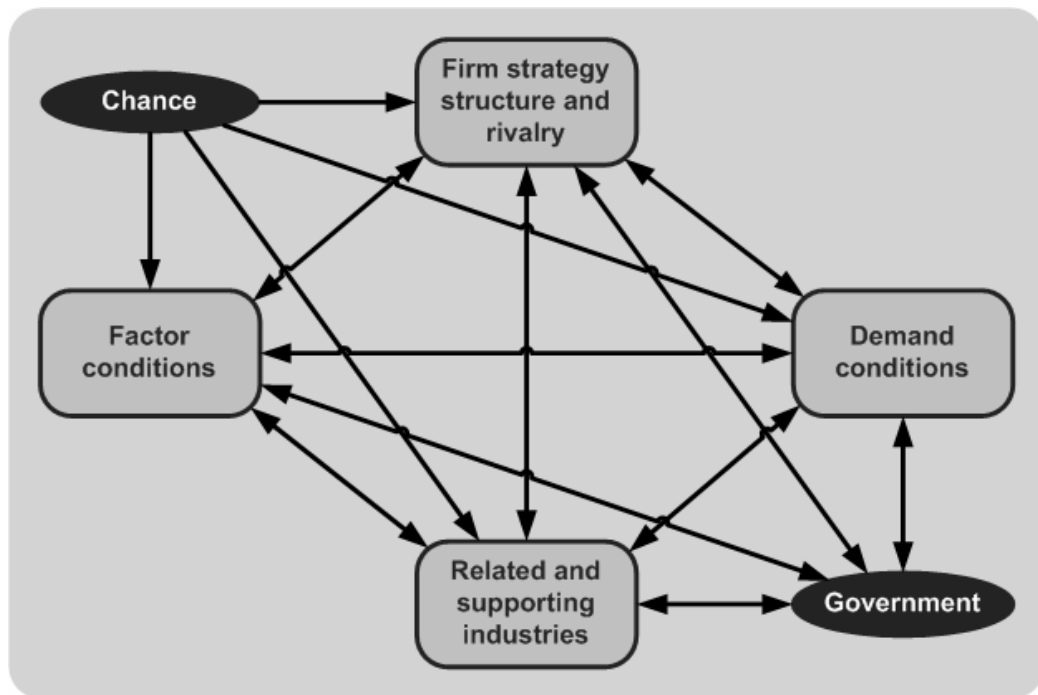 Chance
Firm strategy
structure and
rivalry
Factor
conditions
Demand
conditions
Related and
supporting
industries
Government